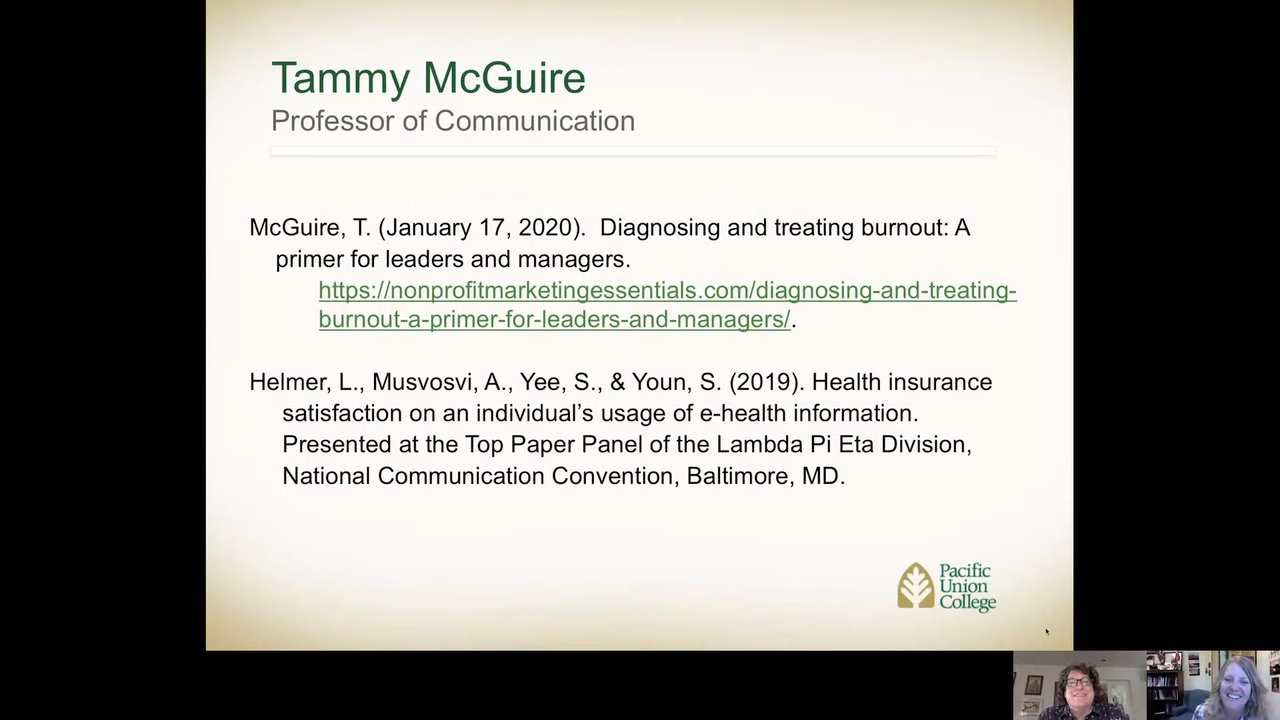 Tammy McGuire
Professor of Communication
McGuire, T. (January 17, 2020).  Diagnosing and treating burnout: A
primer for leaders and managers.
https://nonprofitmarketingessentials.com/diagnosing-and-treating-
burnout-a-primer-for-leaders-and-managers/.
Helmer, L., Musvosvi, A., Yee, S., & Youn, S. (2019). Health insurance
satisfaction on an individual’s usage of e-health information.
Presented at the Top Paper Panel of the Lambda Pi Eta Division,
National Communication Convention, Baltimore, MD.
Pacific
Union
College